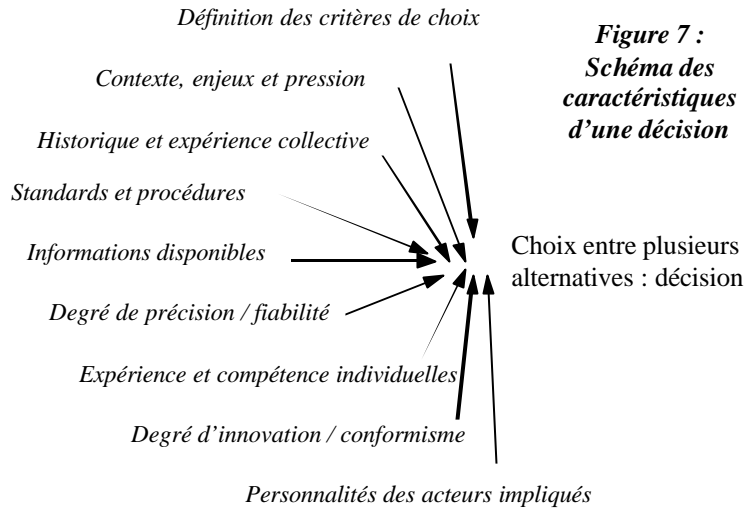 Définition des critères de choix
Figure 7 :
Schéma des
caractéristiques
d'une décision
Contexte, enjeux et pression
Historique et expérience collective
Standards et procédures
Informations disponibles
Choix entre plusieurs
alternatives : décision
Degré de précision / fiabilité
Expérience et compétence individuelles
Degré d'innovation / conformisme
Personnalités des acteurs impliqués